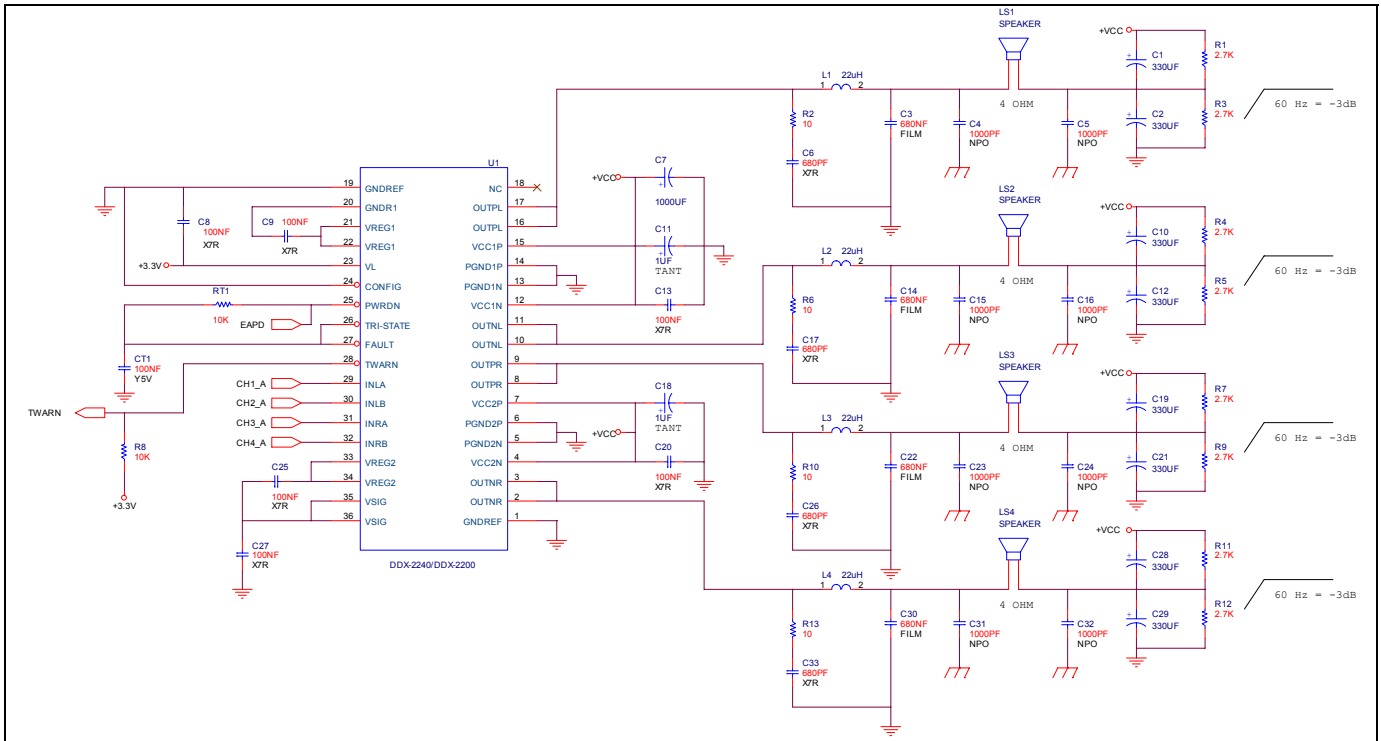 LS1
SPEAKER
+VCC
C1
330UF
R1
2.7K
L1 22uH
1 2
4 OHM
R2
10
C3
680NF
FILM
C4
1000PF
NPO
C5
1000PF
NPO
C2
330UF
R3
2.7K
60 Hz = -3dB
C6
680PF
X7R
U1
19 GNDREF
20 GNDR1
21 VREG1
22 VREG1
23 VL
24 CONFIG
25 PWRDN
26 TRI-STATE
27 FAULT
28 TWARN
29 INLA
30 INLB
31 INRA
32 INRB
33 VREG2
34 VREG2
35 VSIG
36 VSIG
NC 18
OUTPL 17
OUTPL 16
VCC1P 15
PGND1P 14
PGND1N 13
VCC1N 12
OUTNL 11
OUTNL 10
OUTPR 9
OUTPR 8
VCC2P 7
PGND2P 6
PGND2N 5
VCC2N 4
OUTNR 3
OUTNR 2
GNDREF 1
DDX-2240/DDX-2200
C8
100NF
X7R
C9 100NF
X7R
+3.3V
RT1
10K
EAPD
CT1
100NF
Y5V
CH1_A
CH2_A
CH3_A
CH4_A
TWARN
R8
10K
+3.3V
C25
100NF
X7R
C27
100NF
X7R
+VCC
C7
1000UF
C11
1UF
TANT
C13
100NF
X7R
C18
1UF
TANT
+VCC
C20
100NF
X7R
LS2
SPEAKER
+VCC
C10
330UF
R4
2.7K
L2 22uH
1 2
4 OHM
R6
10
C14
680NF
FILM
C15
1000PF
NPO
C16
1000PF
NPO
C12
330UF
R5
2.7K
60 Hz = -3dB
C17
680PF
X7R
LS3
SPEAKER
+VCC
C19
330UF
R7
2.7K
L3 22uH
1 2
4 OHM
R10
10
C22
680NF
FILM
C23
1000PF
NPO
C24
1000PF
NPO
C21
330UF
R9
2.7K
60 Hz = -3dB
C26
680PF
X7R
LS4
SPEAKER
+VCC
C28
330UF
R11
2.7K
L4 22uH
1 2
4 OHM
R13
10
C30
680NF
FILM
C31
1000PF
NPO
C32
1000PF
NPO
C29
330UF
R12
2.7K
60 Hz = -3dB
C33
680PF
X7R